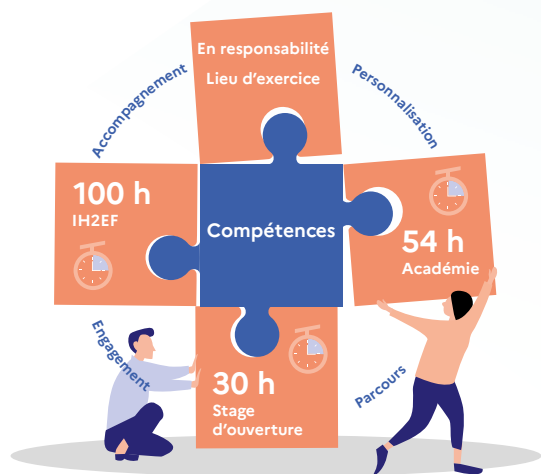 En responsabilité
Lieu d'exercice
Accompagnement
Personnalisation
100 h
IH2EF
Compétences
54 h
Académie
Engagement
30 h
Stage
d'ouverture
Parcours